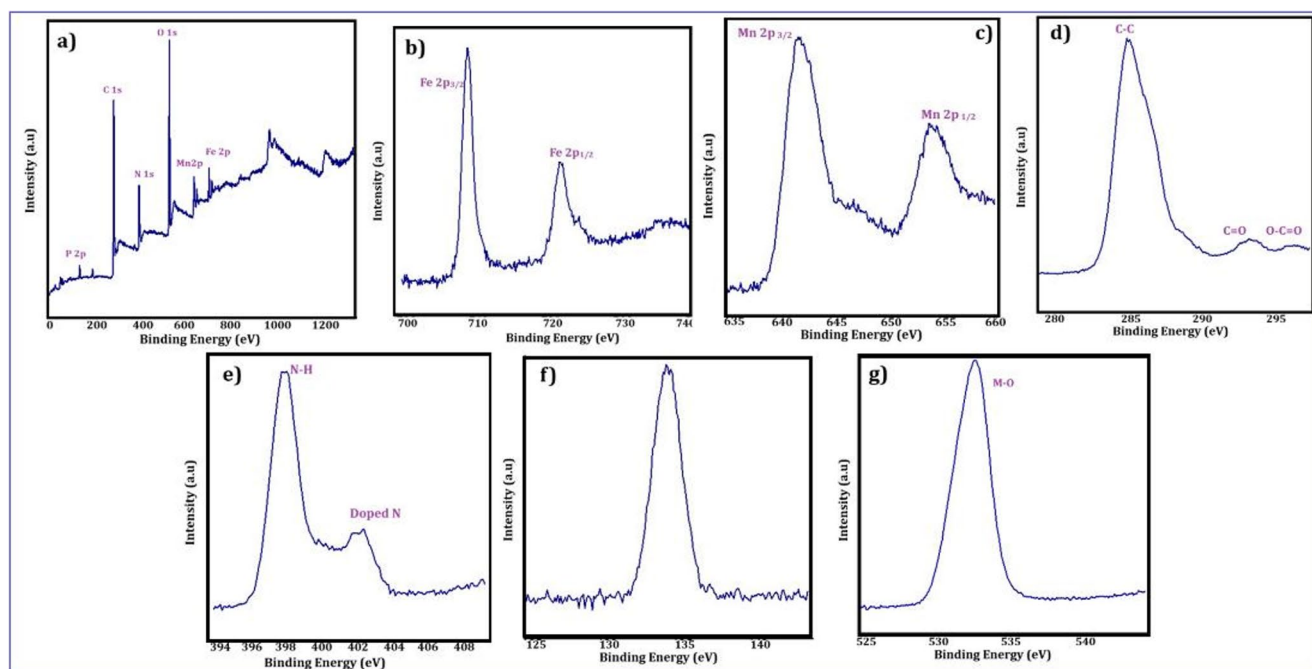 a)
O 1s
C 1s
N 1s
Mn2p
Fe 2p
P 2p
Intensity (a.u)
0 200 400 600 800 1000 1200
Binding Energy (eV)
b)
Fe 2p3/2
Fe 2p1/2
Intensity (a.u)
700 710 720 730 740
Binding Energy (eV)
c)
Mn 2p 3/2
Mn 2p 1/2
Intensity (a.u)
635 640 645 650 655 660
Binding Energy (eV)
d)
C-C
C=O
O-C=O
Intensity (a.u)
280 285 290 295
Binding Energy (eV)
e)
N-H
Doped N
Intensity (a.u)
394 396 398 400 402 404 406 408
Binding Energy (eV)
f)
Intensity (a.u)
125 130 135 140
Binding Energy (eV)
g)
M-O
Intensity (a.u)
525 530 535 540
Binding Energy (eV)